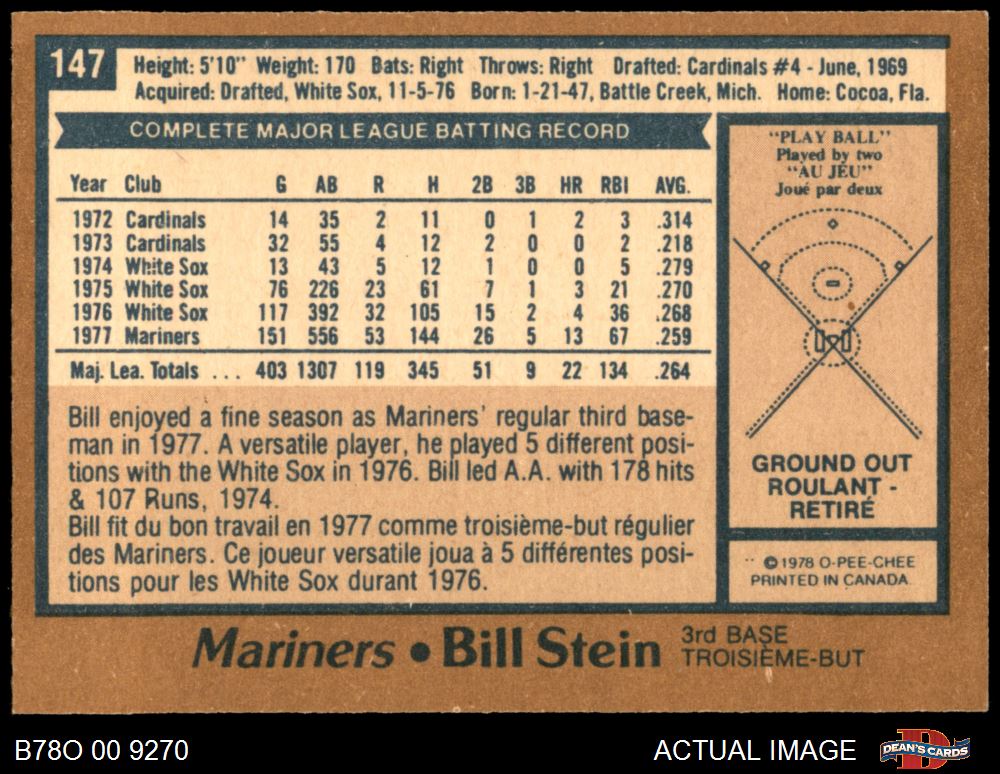 147
Height: 5'10" Weight: 170 Bats: Right Throws: Right Drafted: Cardinals #4 - June, 1969
Acquired: Drafted, White Sox, 11-5-76 Born: 1-21-47, Battle Creek, Mich. Home: Cocoa, Fla.
COMPLETE MAJOR LEAGUE BATTING RECORD
Year Club G AB R H 2B 3B HR RBI AVG.
1972 Cardinals 14 35 2 11 0 1 2 3 .314
1973 Cardinals 32 55 4 12 2 0 0 2 .218
1974 White Sox 13 43 5 12 1 0 0 5 .279
1975 White Sox 76 226 23 61 7 1 3 21 .270
1976 White Sox 117 392 32 105 15 2 4 36 .268
1977 Mariners 151 556 53 144 26 5 13 67 .259
Maj. Lea. Totals ... 403 1307 119 345 51 9 22 134 .264
Bill enjoyed a fine season as Mariners' regular third base-
man in 1977. A versatile player, he played 5 different posi-
tions with the White Sox in 1976. Bill led A.A. with 178 hits
& 107 Runs, 1974.
Bill fit du bon travail en 1977 comme troisième-but régulier
des Mariners. Ce joueur versatile joua à 5 différentes posi-
tions pour les White Sox durant 1976.
"PLAY BALL"
Played by two
"AU JEU"
Joué par deux
GROUND OUT
ROULANT -
RETIRÉ
© 1978 O-PEE-CHEE
PRINTED IN CANADA.
Mariners • Bill Stein 3rd BASE
TROISIÈME-BUT
B78O 00 9270
ACTUAL IMAGE
DEAN'S CARDS